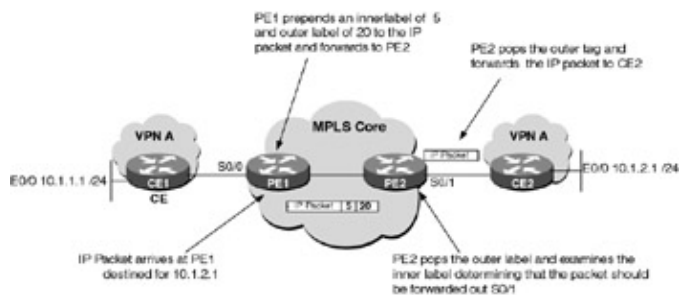 PE1 prepends an innerlabel of 5
and outer label of 20 to the IP
packet and forwards to PE2
PE2 pops the outer tag and
forwards the IP packet to CE2
VPN A
MPLS Core
VPN A
IP Packet
E0/0 10.1.1.1 /24
CE1
CE
S0/0
PE1
PE2
S0/1
CE2
E0/0 10.1.2.1 /24
IP Packet 5 20
IP Packet arrives at PE1
destined for 10.1.2.1
PE2 pops the outer label and examines the
inner label determining that the packet should
be forwarded out S0/1